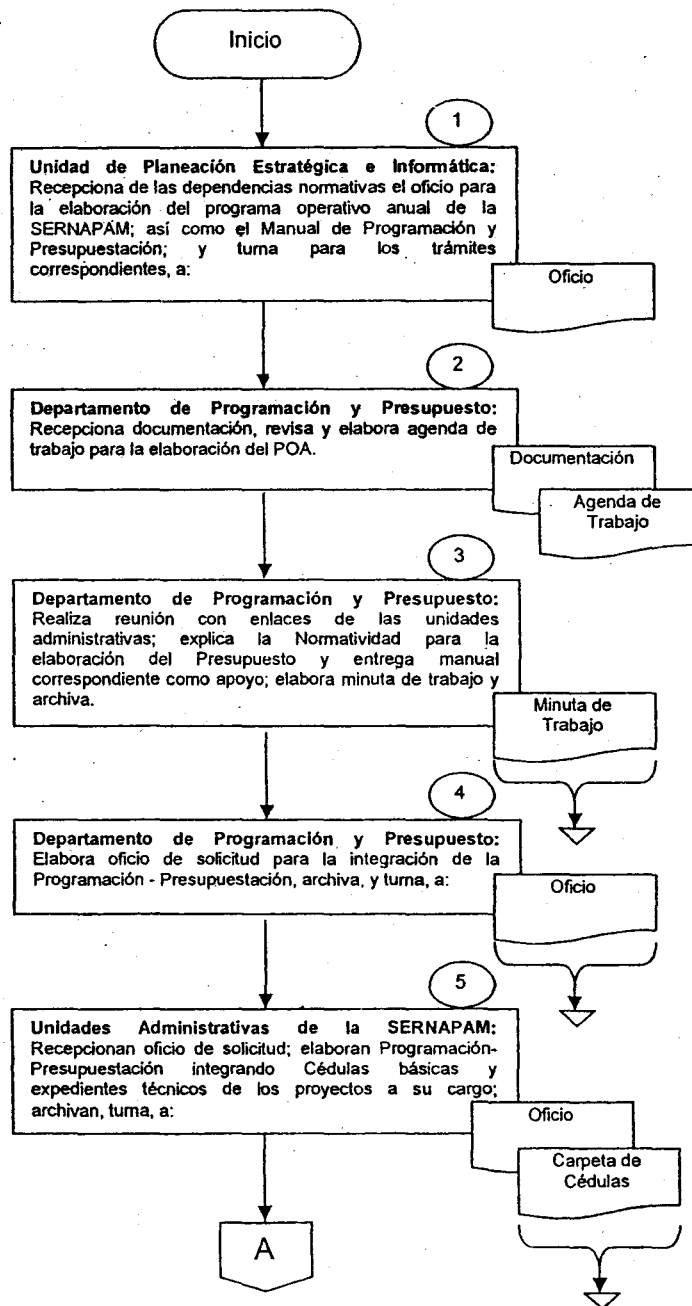 Inicio
1
Unidad de Planeación Estratégica e Informática:
Recepciona de las dependencias normativas el oficio para
la elaboración del programa operativo anual de la
SERNAPAM; así como el Manual de Programación y
Presupuestación; y turna para los trámites
correspondientes, a:
Oficio
2
Departamento de Programación y Presupuesto:
Recepciona documentación, revisa y elabora agenda de
trabajo para la elaboración del POA.
Documentación
Agenda de
Trabajo
3
Departamento de Programación y Presupuesto:
Realiza reunión con enlaces de las unidades
administrativas; explica la Normatividad para la
elaboración del Presupuesto y entrega manual
correspondiente como apoyo; elabora minuta de trabajo y
archiva.
Minuta de
Trabajo
4
Departamento de Programación y Presupuesto:
Elabora oficio de solicitud para la integración de la
Programación - Presupuestación, archiva, y turna, a:
Oficio
5
Unidades Administrativas de la SERNAPAM:
Recepcionan oficio de solicitud; elaboran Programación-
Presupuestación integrando Cédulas básicas y
expedientes técnicos de los proyectos a su cargo;
archivan, turna, a:
Oficio
Carpeta de
Cédulas
A